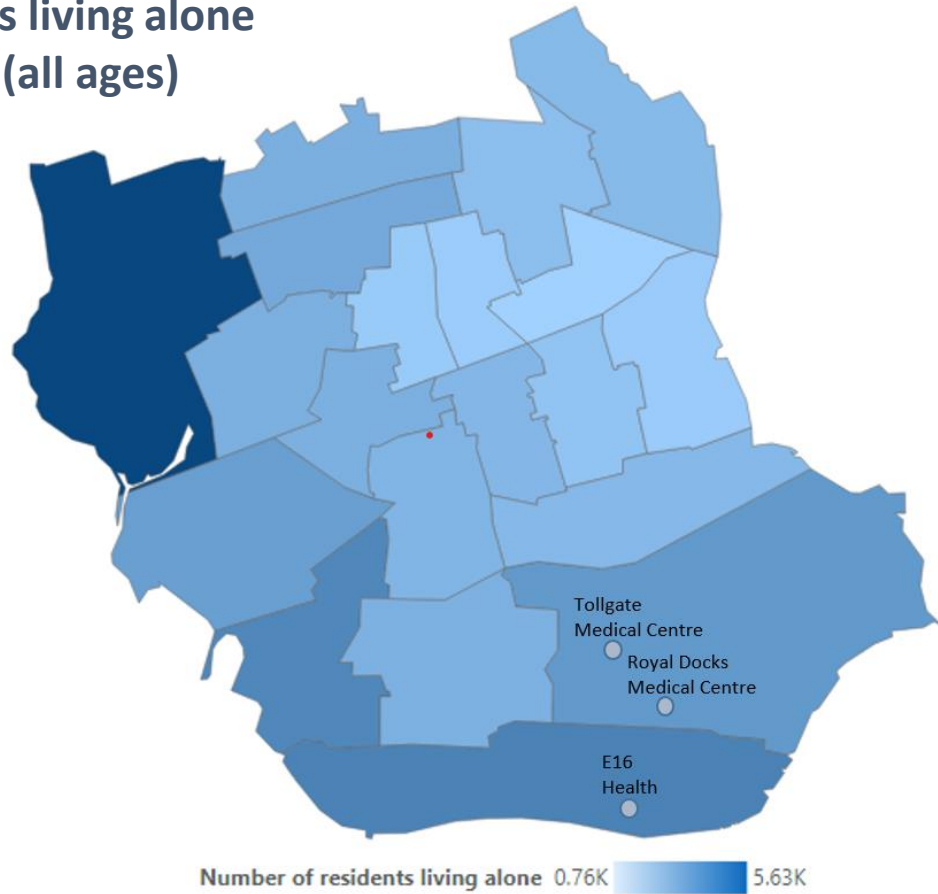 s living alone
(all ages)
Tollgate
Medical Centre
Royal Docks
Medical Centre
E16
Health
Number of residents living alone 0.76K 5.63K